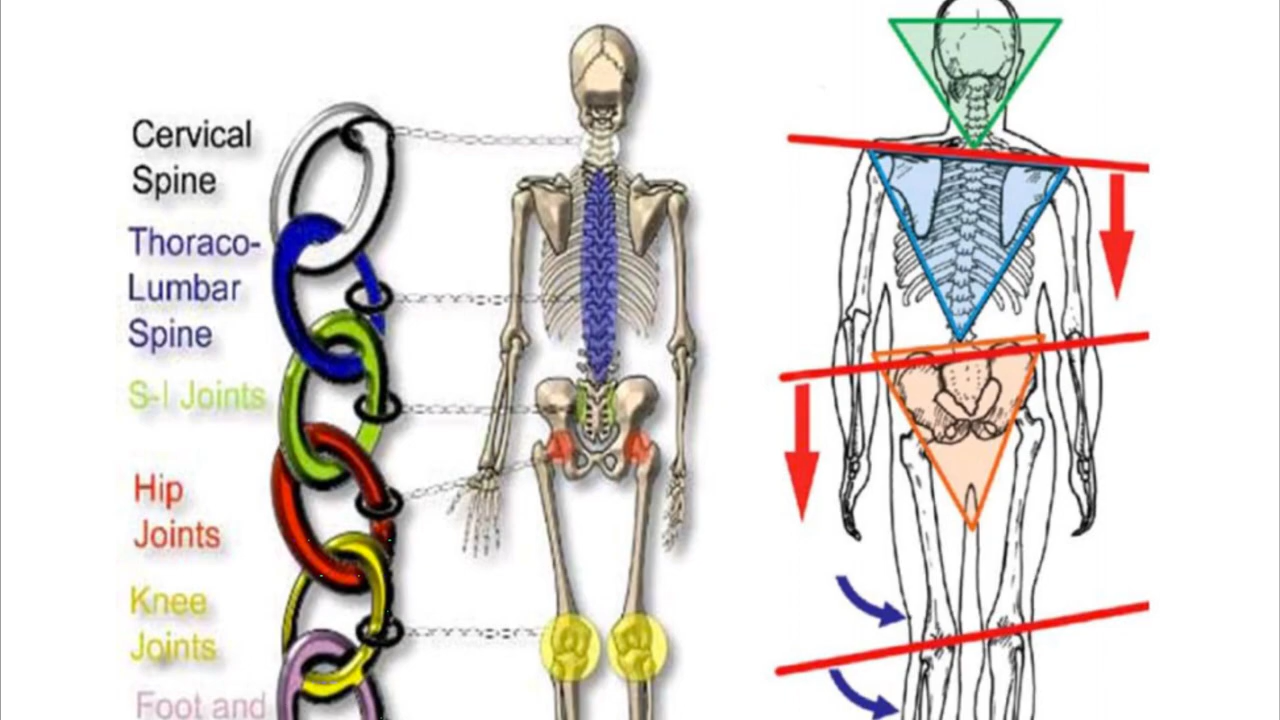 Cervical
Spine
Thoraco-
Lumbar
Spine
S-I Joints
Hip
Joints
Knee
Joints
Foot and